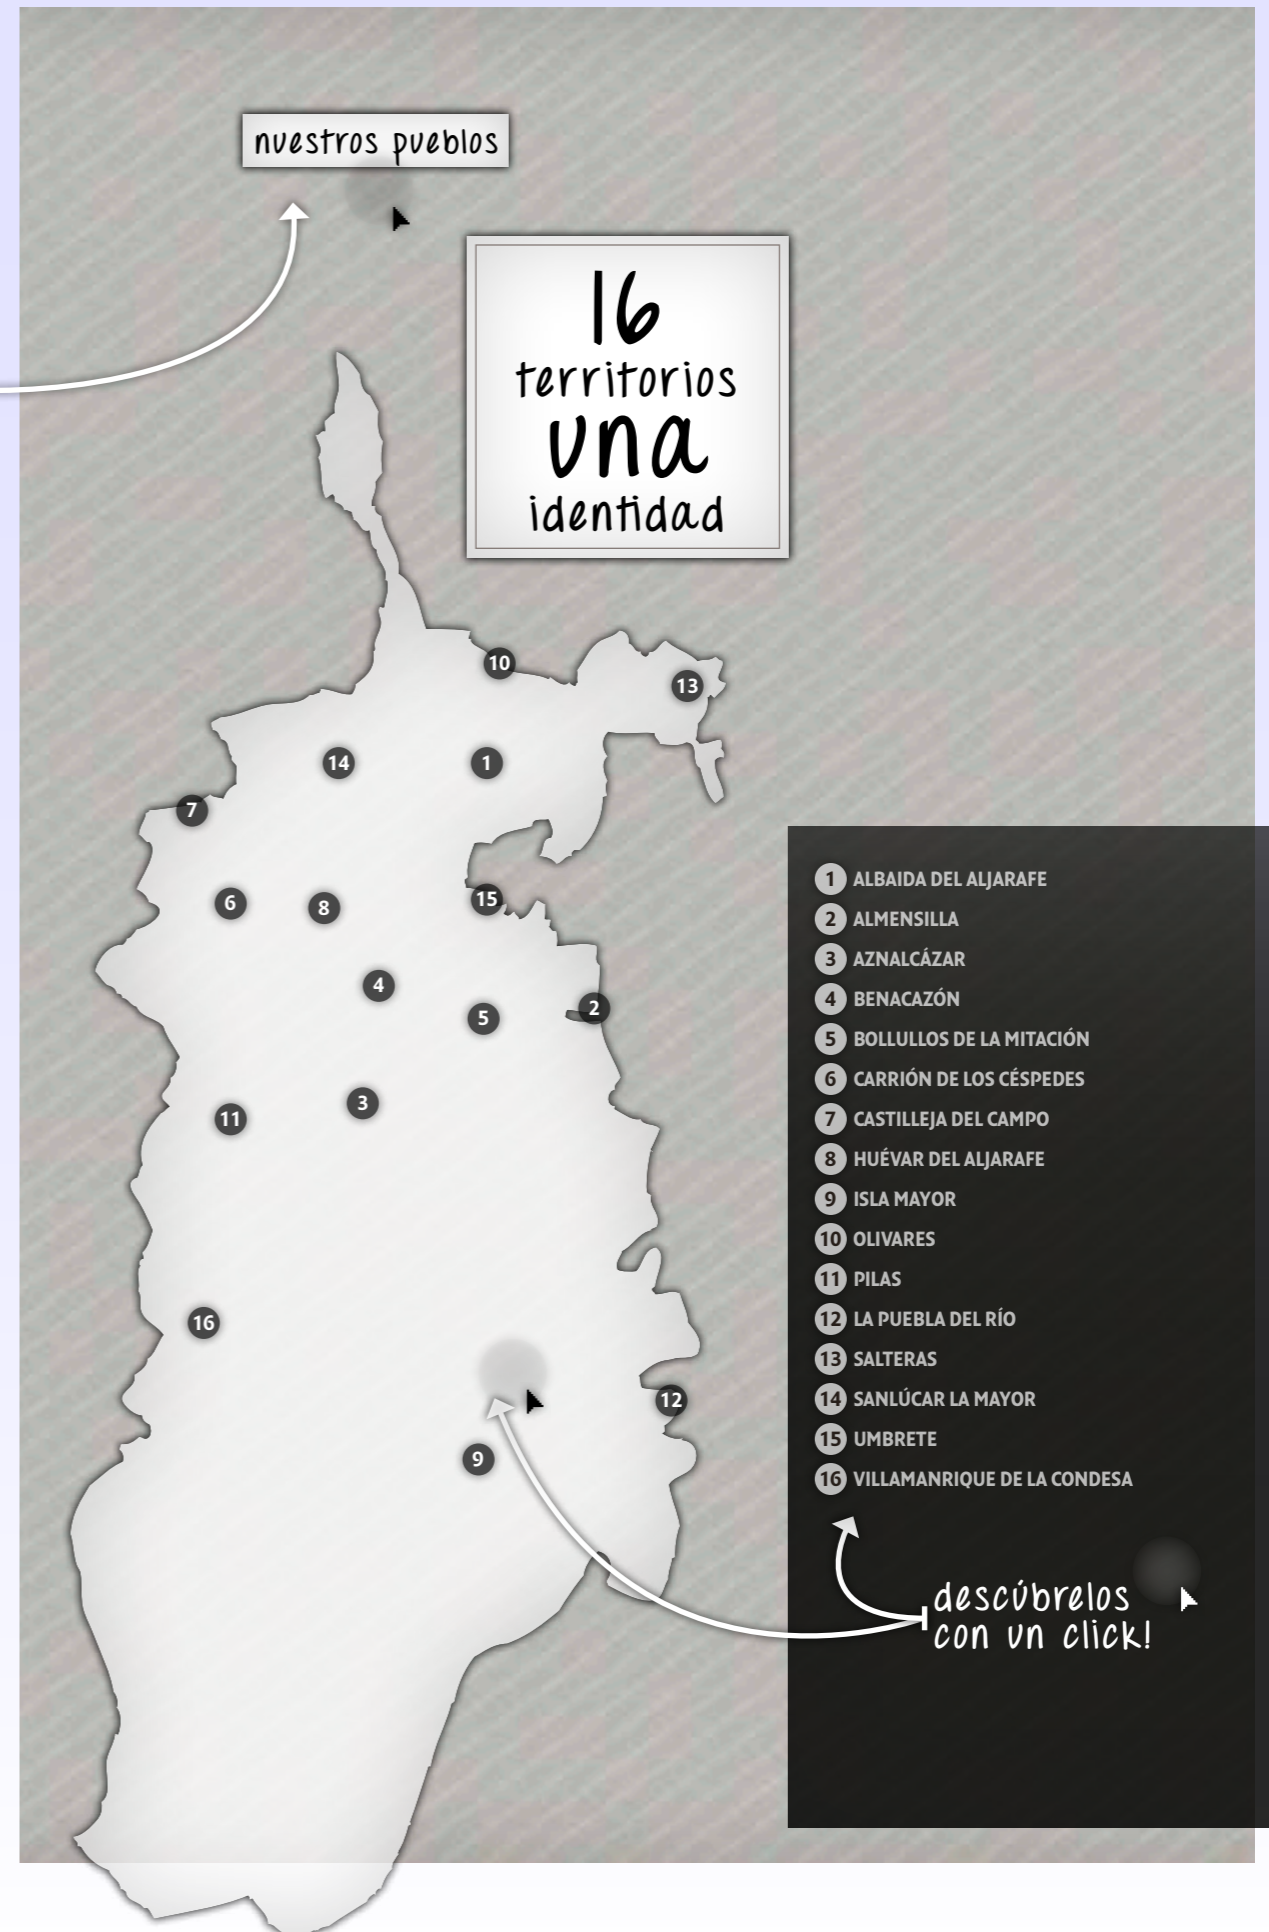 nuestros pueblos
16
territorios
una
identidad
10
13
14
1
7
6
8
15
4
5
2
3
11
16
12
9
1 ALBAIDA DEL ALJARAFE
2 ALMENSILLA
3 AZNALCÁZAR
4 BENACAZÓN
5 BOLLULLOS DE LA MITACIÓN
6 CARRIÓN DE LOS CÉSPEDES
7 CASTILLEJA DEL CAMPO
8 HUÉVAR DEL ALJARAFE
9 ISLA MAYOR
10 OLIVARES
11 PILAS
12 LA PUEBLA DEL RÍO
13 SALTERAS
14 SANLÚCAR LA MAYOR
15 UMBRETE
16 VILLAMANRIQUE DE LA CONDESA
descúbrelos
con un click!